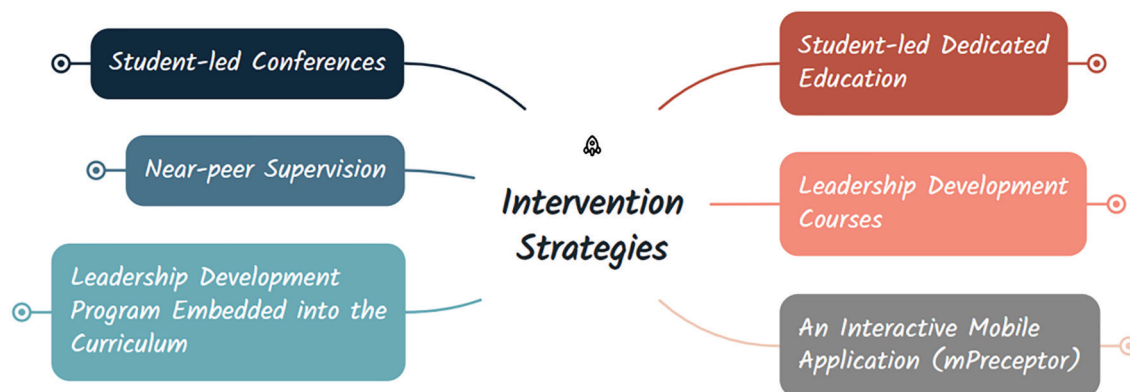 Student-led Conferences
Near-peer Supervision
Leadership Development
Program Embedded into the
Curriculum
Intervention
Strategies
Student-led Dedicated
Education
Leadership Development
Courses
An Interactive Mobile
Application (mPreceptor)